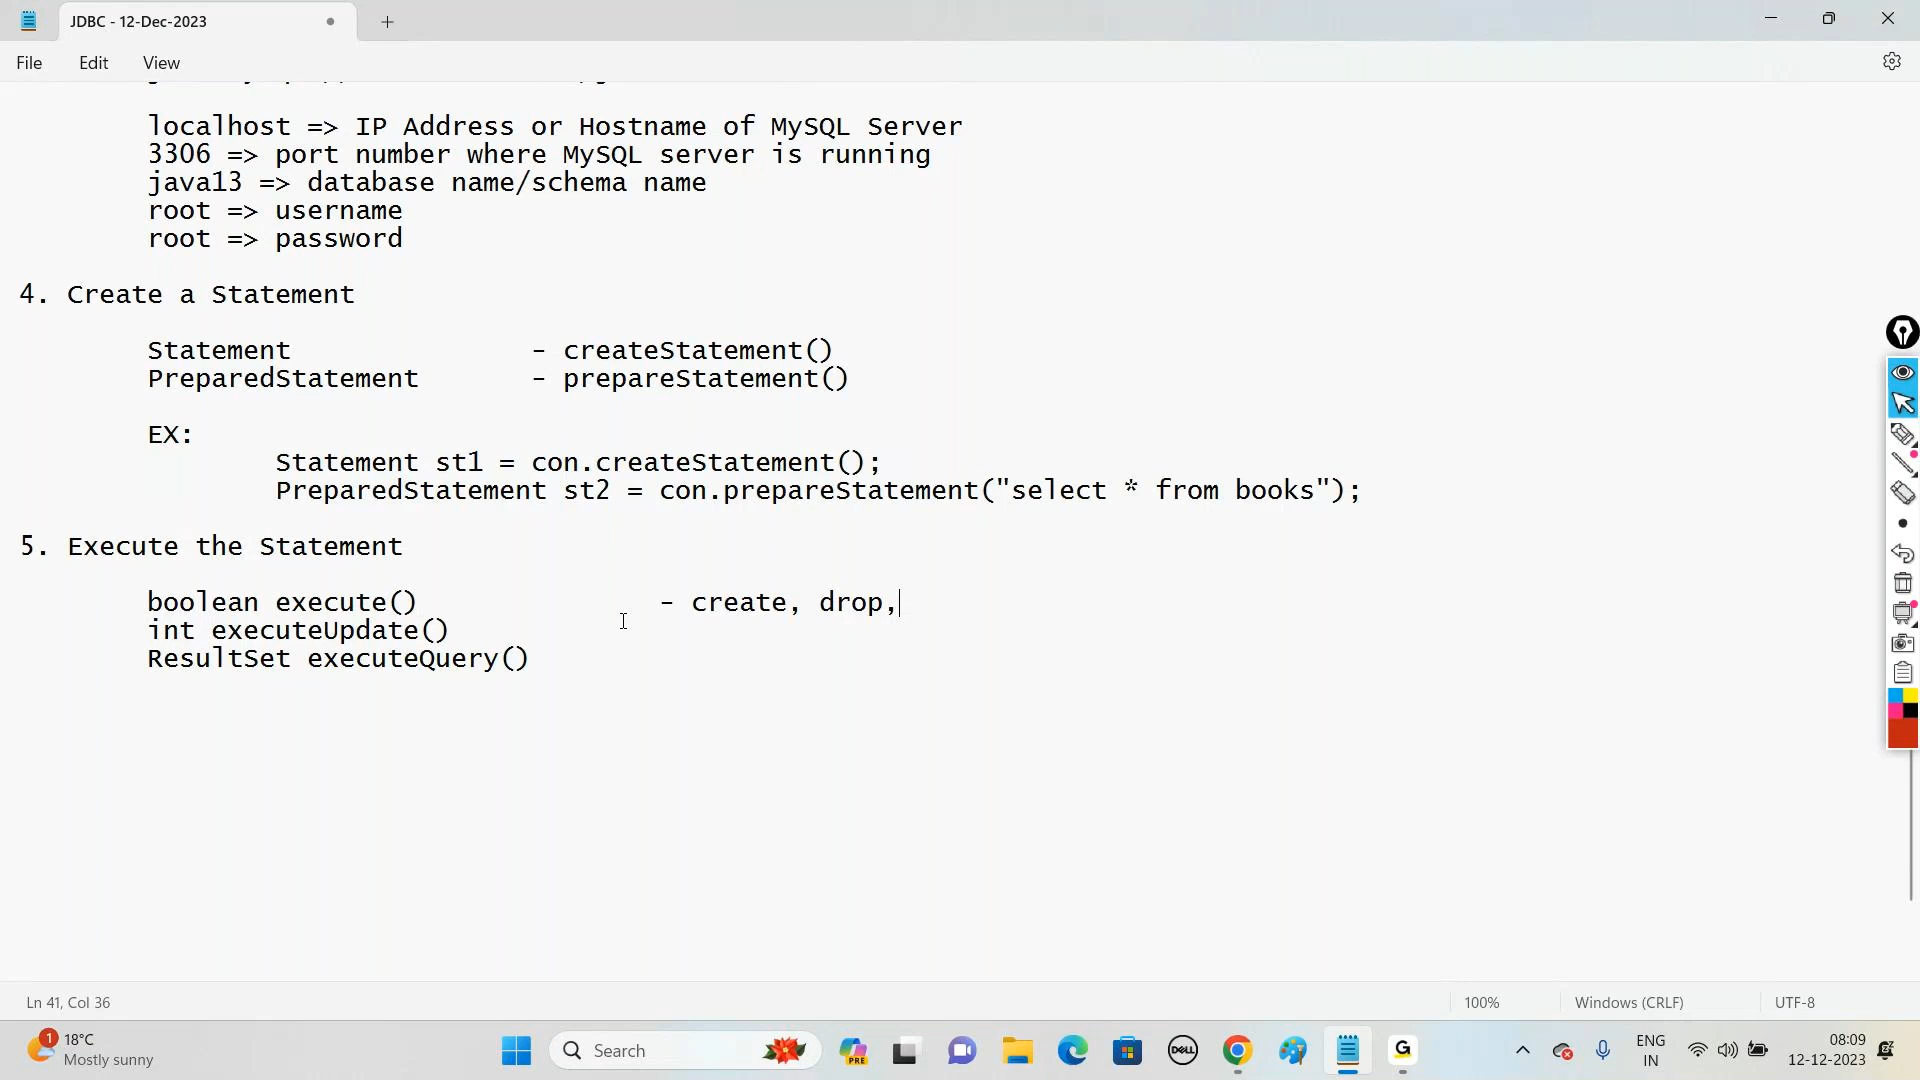 JDBC - 12-Dec-2023
File Edit View
localhost => IP Address or Hostname of MySQL Server
3306 => port number where MySQL server is running
java13 => database name/schema name
root => username
root => password
4. Create a Statement
Statement - createStatement()
PreparedStatement - prepareStatement()
EX:
Statement st1 = con.createStatement();
PreparedStatement st2 = con.prepareStatement("select * from books");
5. Execute the Statement
boolean execute() - create, drop,
int executeUpdate()
ResultSet executeQuery()
Ln 41, Col 36 100% Windows (CRLF) UTF-8
1 18°C
Mostly sunny
Search
PRE
DELL
G
ENG
IN
08:09
12-12-2023